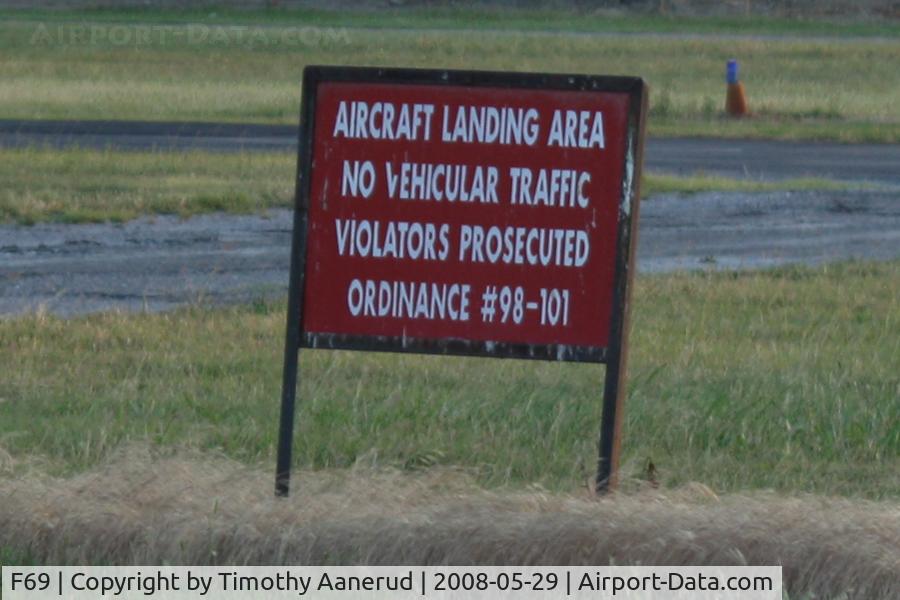 AIRPORT-DATA.COM
AIRCRAFT LANDING AREA
NO VEHICULAR TRAFFIC
VIOLATORS PROSECUTED
ORDINANCE #98-101
F69 | Copyright by Timothy Aanerud | 2008-05-29 | Airport-Data.com